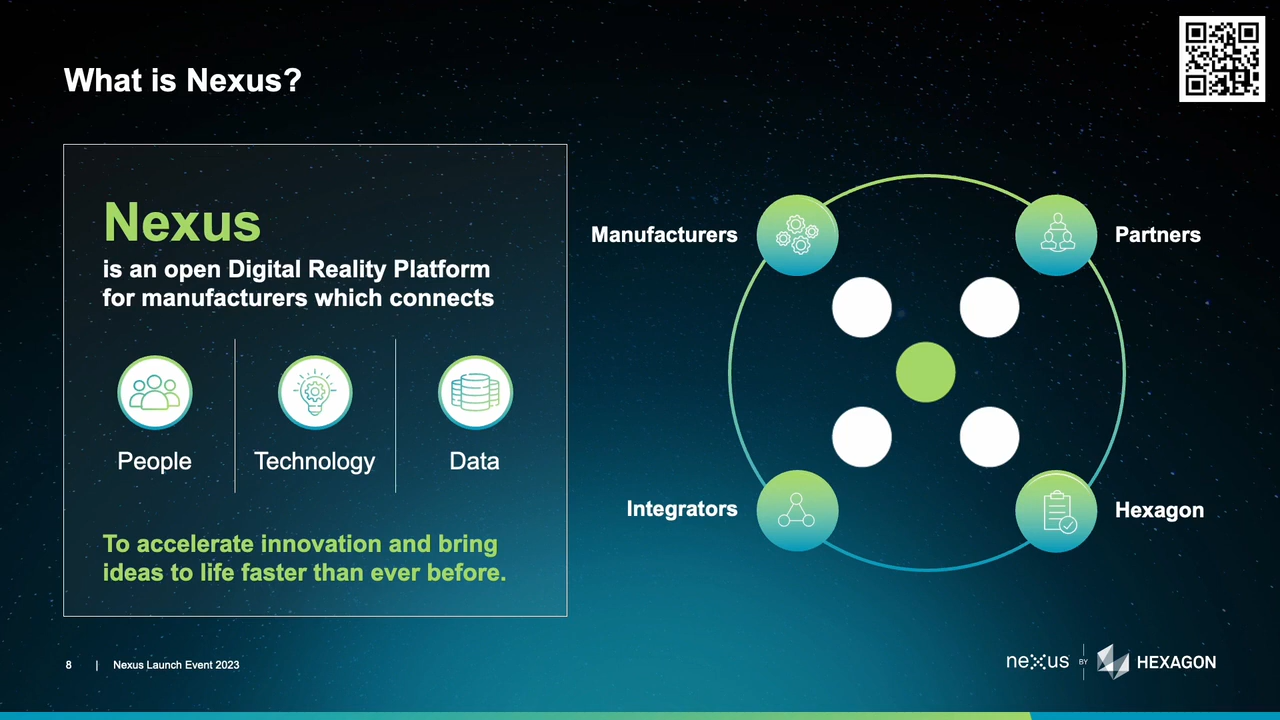 What is Nexus?
Nexus
is an open Digital Reality Platform
for manufacturers which connects
People
Technology
Data
To accelerate innovation and bring
ideas to life faster than ever before.
Manufacturers
Partners
Integrators
Hexagon
8 | Nexus Launch Event 2023
nexus BY HEXAGON